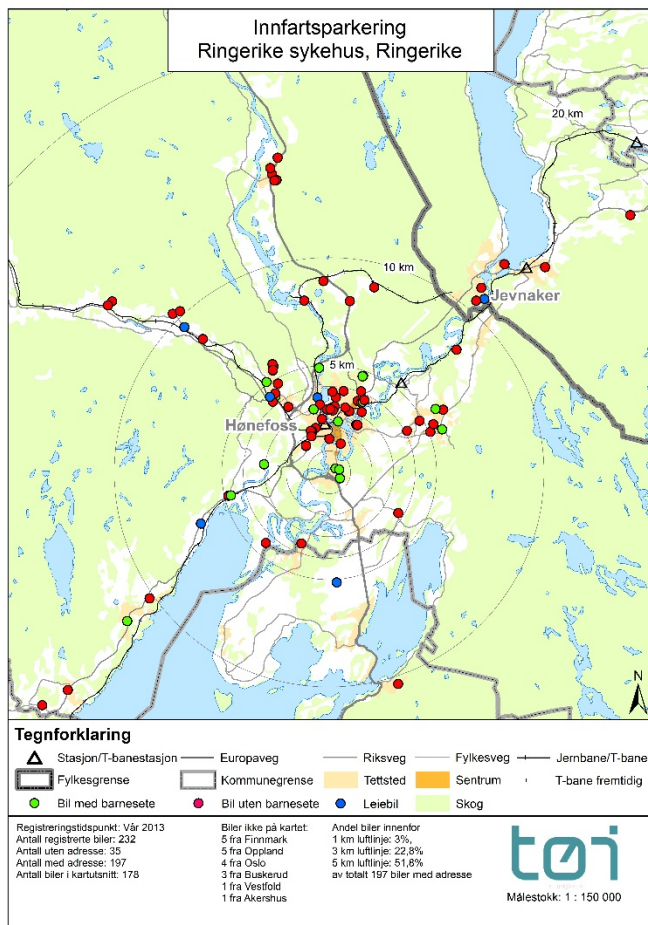 Innfartsparkering
Ringerike sykehus, Ringerike
20 km
10 km
Jevnaker
5 km
Hønefoss
N
Tegnforklaring
Stasjon/T-banestasjon Europaveg Riksveg Fylkesveg Jernbane/T-bane
Fylkesgrense Kommunegrense Tettsted Sentrum T-bane fremtidig
Bil med barnesete Bil uten barnesete Leiebil Skog
Registreringstidspunkt: Vår 2013
Antall registrerte biler: 232
Antall uten adresse: 35
Antall med adresse: 197
Antall biler i kartutsnitt: 178
Biler ikke på kartet:
5 fra Finnmark
5 fra Oppland
4 fra Oslo
3 fra Buskerud
1 fra Vestfold
1 fra Akershus
Andel biler innenfor
1 km luftlinje: 3%,
3 km luftlinje: 22,8%
5 km luftlinje: 51,8%
av totalt 197 biler med adresse
tøi
Målestokk: 1 : 150 000